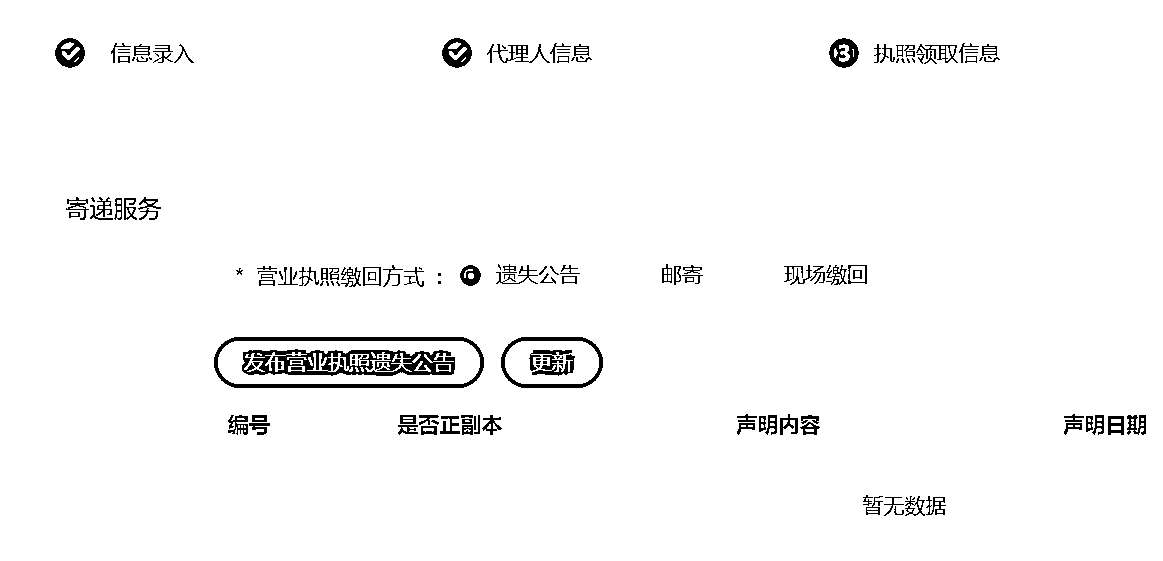 信息录入 代理人信息 3 执照领取信息
寄递服务
* 营业执照缴回方式 : 遗失公告 邮寄 现场缴回
发布营业执照遗失公告 更新
编号 是否正副本 声明内容 声明日期
暂无数据